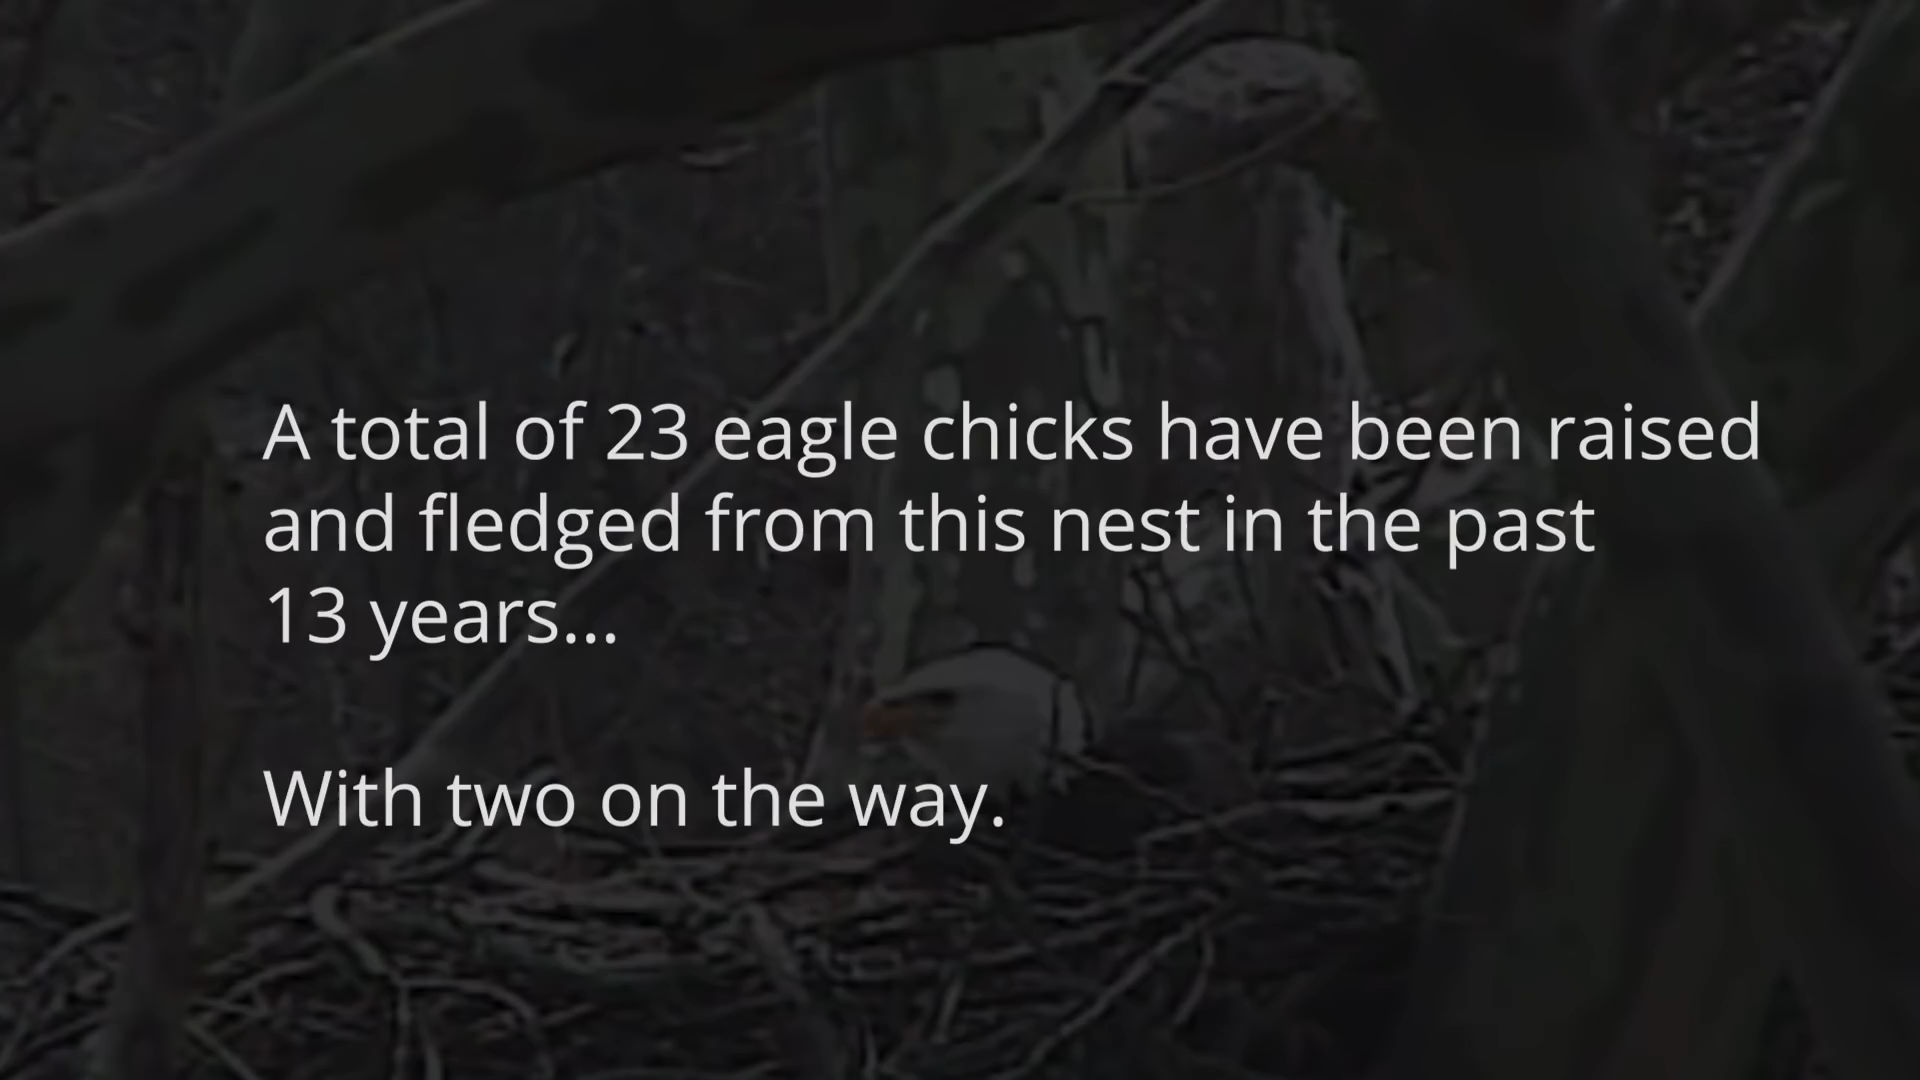 A total of 23 eagle chicks have been raised
and fledged from this nest in the past
13 years...
With two on the way.